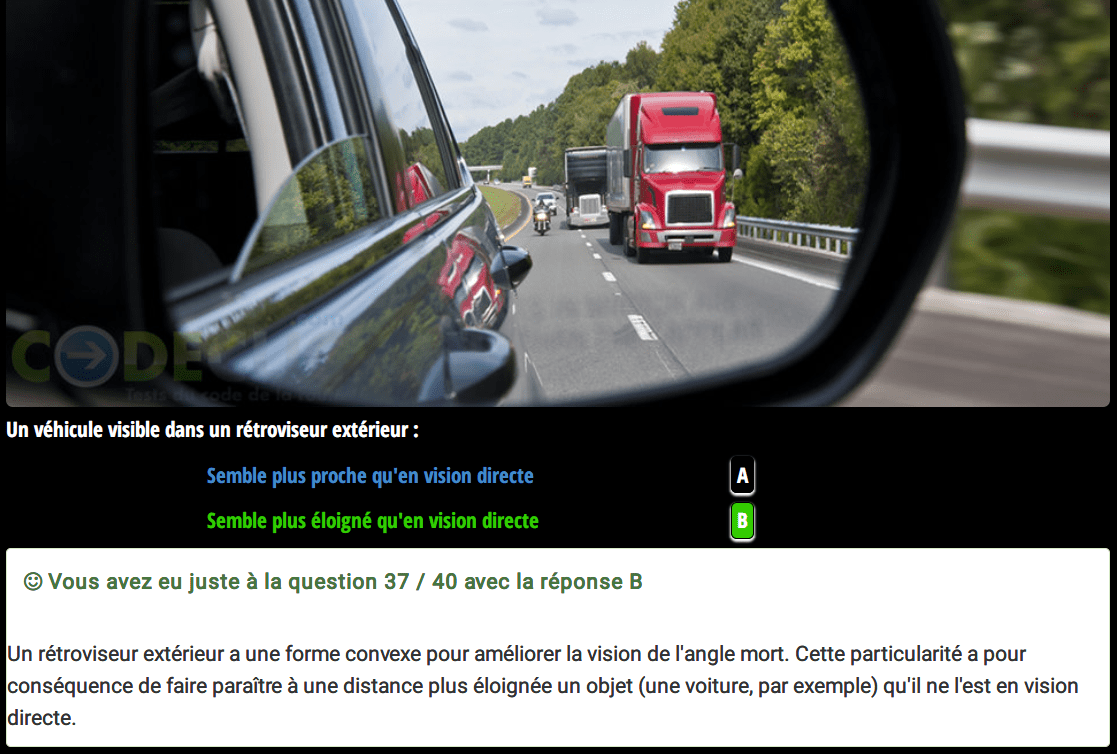 CODE
Tests du code de la route
Un véhicule visible dans un rétroviseur extérieur :
Semble plus proche qu'en vision directe
A
Semble plus éloigné qu'en vision directe
B
Vous avez eu juste à la question 37 / 40 avec la réponse B
Un rétroviseur extérieur a une forme convexe pour améliorer la vision de l'angle mort. Cette particularité a pour
conséquence de faire paraître à une distance plus éloignée un objet (une voiture, par exemple) qu'il ne l'est en vision
directe.